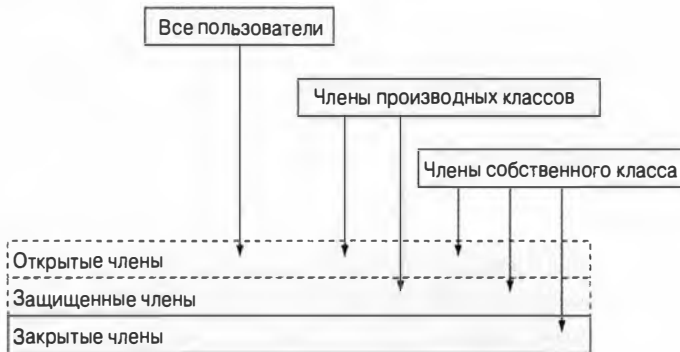 Все пользователи
Члены производных классов
Члены собственного класса
Открытые члены
Защищенные члены
Закрытые члены